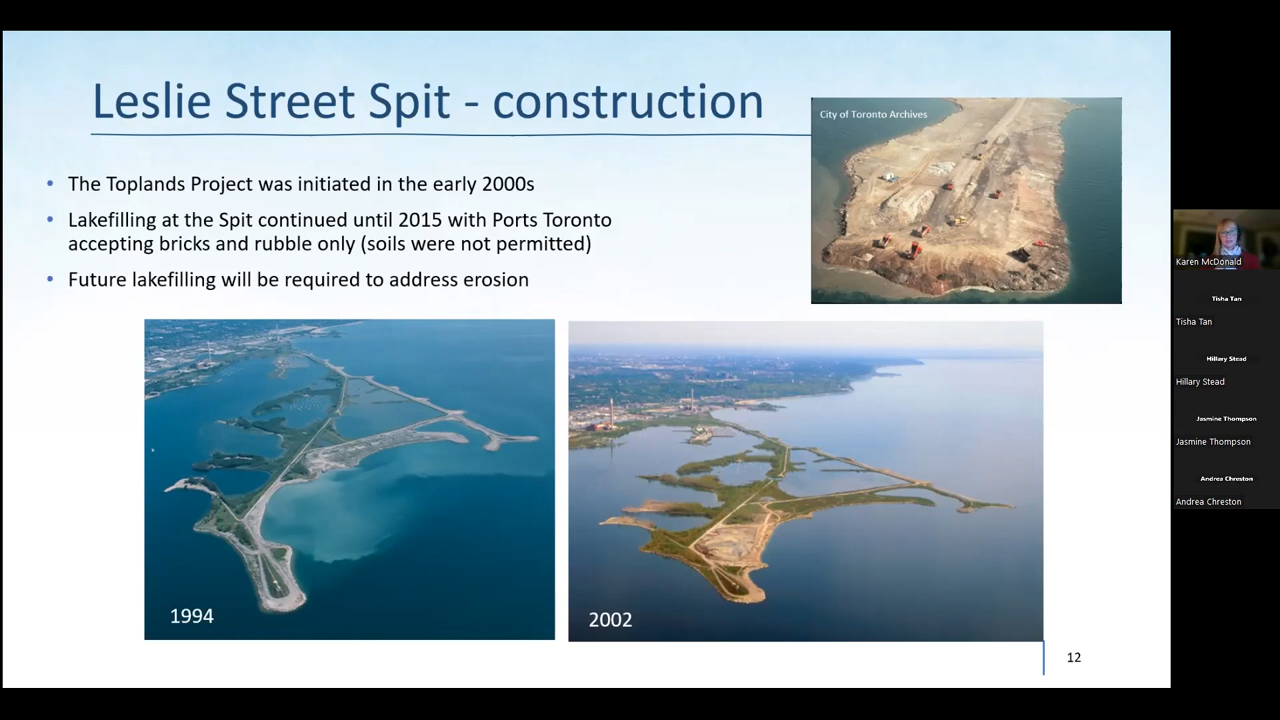 Leslie Street Spit - construction
City of Toronto Archives
• The Toplands Project was initiated in the early 2000s
• Lakefilling at the Spit continued until 2015 with Ports Toronto
accepting bricks and rubble only (soils were not permitted)
• Future lakefilling will be required to address erosion
1994
2002
12
Karen McDonald
Tisha Tan
Tisha Tan
Hillary Stead
Hillary Stead
Jasmine Thompson
Jasmine Thompson
Andrea Chreston
Andrea Chreston